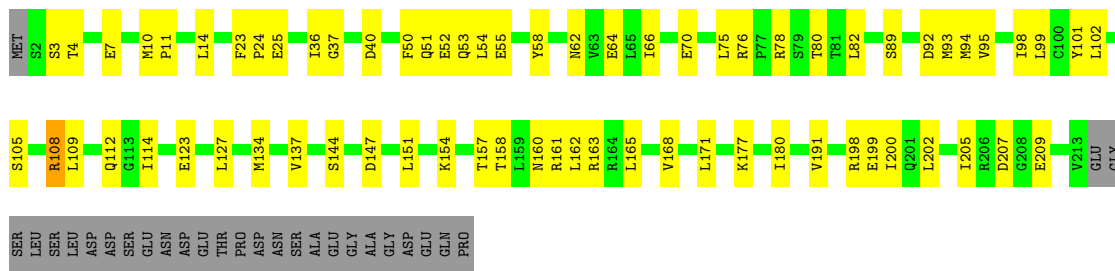 MET S2 S3 T4 E7 M10 P11 L14 F23 P24 E25 I36 G37 D40 F50 Q51 E52 Q53 L54 E55 Y58 N62 V63 E64 L65 I66 E70 L75 R76 P77 R78 S79 T80 T81 L82 S89 D92 M93 M94 V95 I98 L99 C100 Y101 L102
S105 R108 L109 Q112 G113 I114 E123 L127 M134 V137 S144 D147 L151 K154 T157 T158 L159 N160 R161 L162 R163 R164 L165 V168 L171 K177 I180 V191 R198 E199 I200 Q201 L202 I205 R206 D207 G208 E209 V213 GLU GLY
SER LEU SER LEU ASP ASP SER GLU ASN ASP GLU THR PRO ASP ASN SER ALA GLU GLY ALA GLY ASP GLU GLN PRO